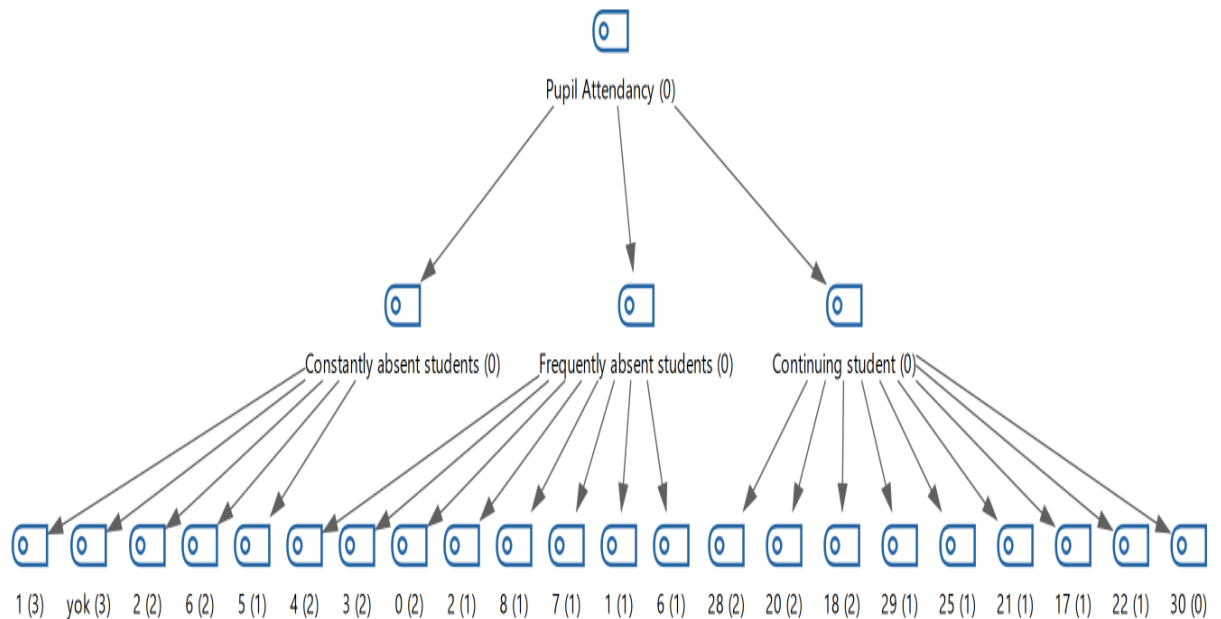 Pupil Attendancy (0)
Constantly absent students (0) Frequently absent students (0) Continuing student (0)
1 (3) yok (3) 2 (2) 6 (2) 5 (1) 4 (2) 3 (2) 0 (2) 2 (1) 8 (1) 7 (1) 1 (1) 6 (1) 28 (2) 20 (2) 18 (2) 29 (1) 25 (1) 21 (1) 17 (1) 22 (1) 30 (0)